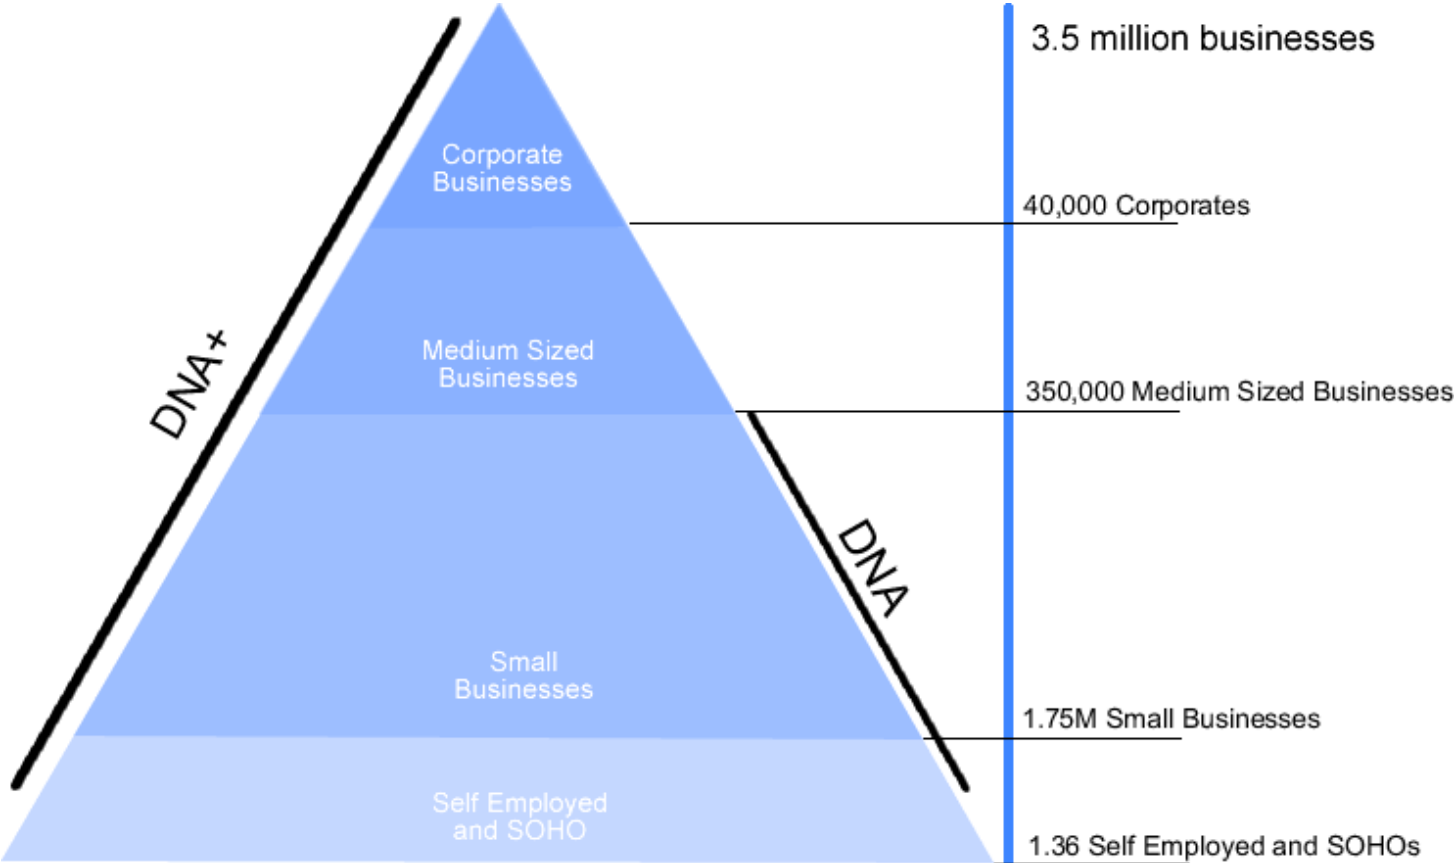 3.5 million businesses
Corporate
Businesses
40,000 Corporates
DNA+
Medium Sized
Businesses
350,000 Medium Sized Businesses
DNA
Small
Businesses
1.75M Small Businesses
Self Employed
and SOHO
1.36 Self Employed and SOHOs